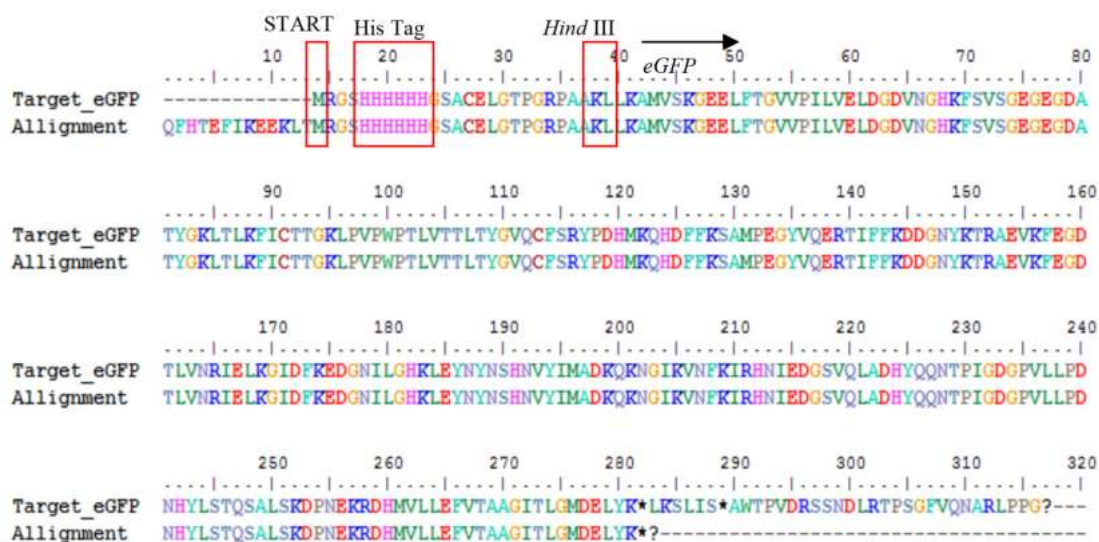 START His Tag Hind III
eGFP
10 20 30 40 50 60 70 80
Target_eGFP -------------MRGSHHHHHHGSACELGTPGRPAAKLLKAMVSKGEELFTGVVPILVELDGDVNGHKFSVSGEGEGDA
Allignment QFHTEFIKEEKLTMRGSHHHHHHGSACELGTPGRPAAKLLKAMVSKGEELFTGVVPILVELDGDVNGHKFSVSGEGEGDA
90 100 110 120 130 140 150 160
Target_eGFP TYGKLTLKFICTTGKLPVPWPTLVTTLTYGVQCFSRYPDHMKQHDFFKSAMPEGYVQERTIFFKDDGNYKTRAEVKFEGD
Allignment TYGKLTLKFICTTGKLPVPWPTLVTTLTYGVQCFSRYPDHMKQHDFFKSAMPEGYVQERTIFFKDDGNYKTRAEVKFEGD
170 180 190 200 210 220 230 240
Target_eGFP TLVNRIELKGIDFKEDGNILGHKLEYNYNSHNVYIMADKQKNGIKVNFKIRHNIEDGSVQLADHYQQNTPIGDGPVLLPD
Allignment TLVNRIELKGIDFKEDGNILGHKLEYNYNSHNVYIMADKQKNGIKVNFKIRHNIEDGSVQLADHYQQNTPIGDGPVLLPD
250 260 270 280 290 300 310 320
Target_eGFP NHYLSTQSALSKDPNEKRDHMVLLEFVTAAGITLGMDELYK*LKSLIS*AWTPVDRSSNDLRTPSGFVQNARLPPG?---
Allignment NHYLSTQSALSKDPNEKRDHMVLLEFVTAAGITLGMDELYK*?-------------------------------------